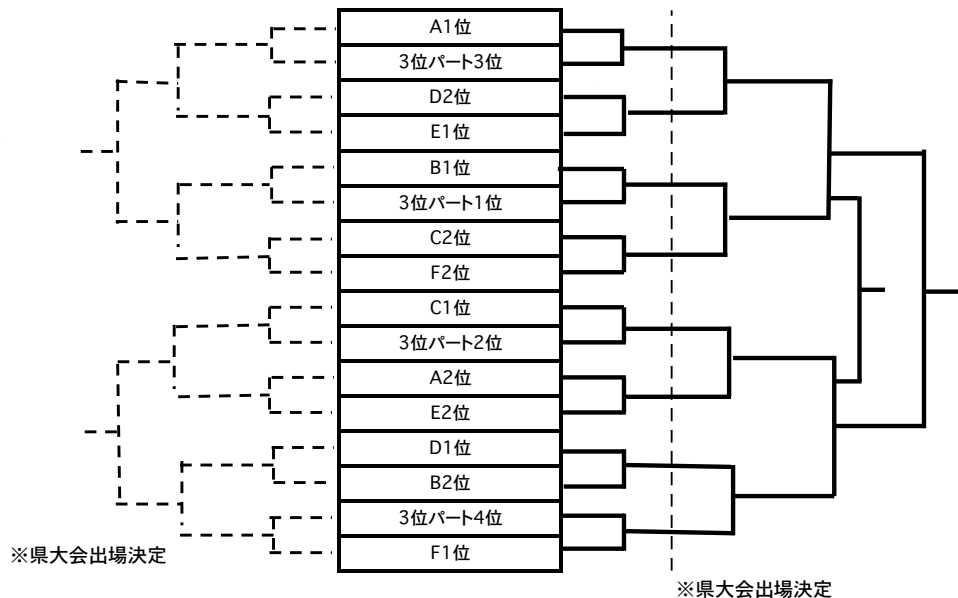 A1位
3位パート3位
D2位
E1位
B1位
3位パート1位
C2位
F2位
C1位
3位パート2位
A2位
E2位
D1位
B2位
3位パート4位
F1位
※県大会出場決定
※県大会出場決定